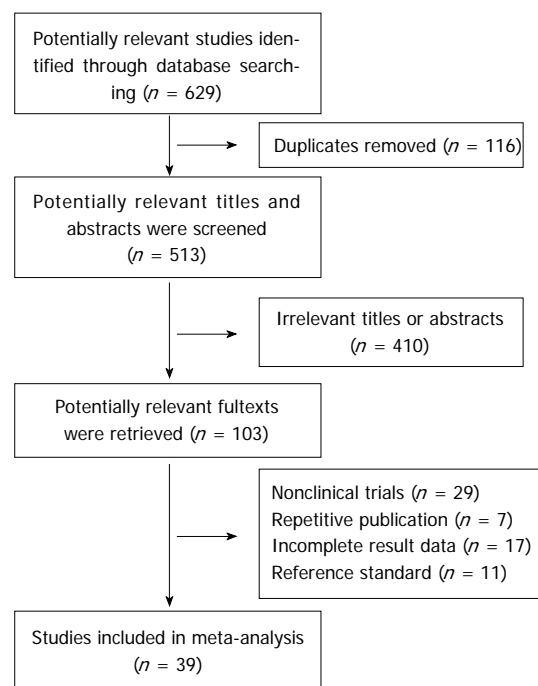 Potentially relevant studies iden-
tified through database search-
ing (n = 629)
Duplicates removed (n = 116)
Potentially relevant titles and
abstracts were screened
(n = 513)
Irrelevant titles or abstracts
(n = 410)
Potentially relevant fultexts
were retrieved (n = 103)
Nonclinical trials (n = 29)
Repetitive publication (n = 7)
Incomplete result data (n = 17)
Reference standard (n = 11)
Studies included in meta-analysis
(n = 39)